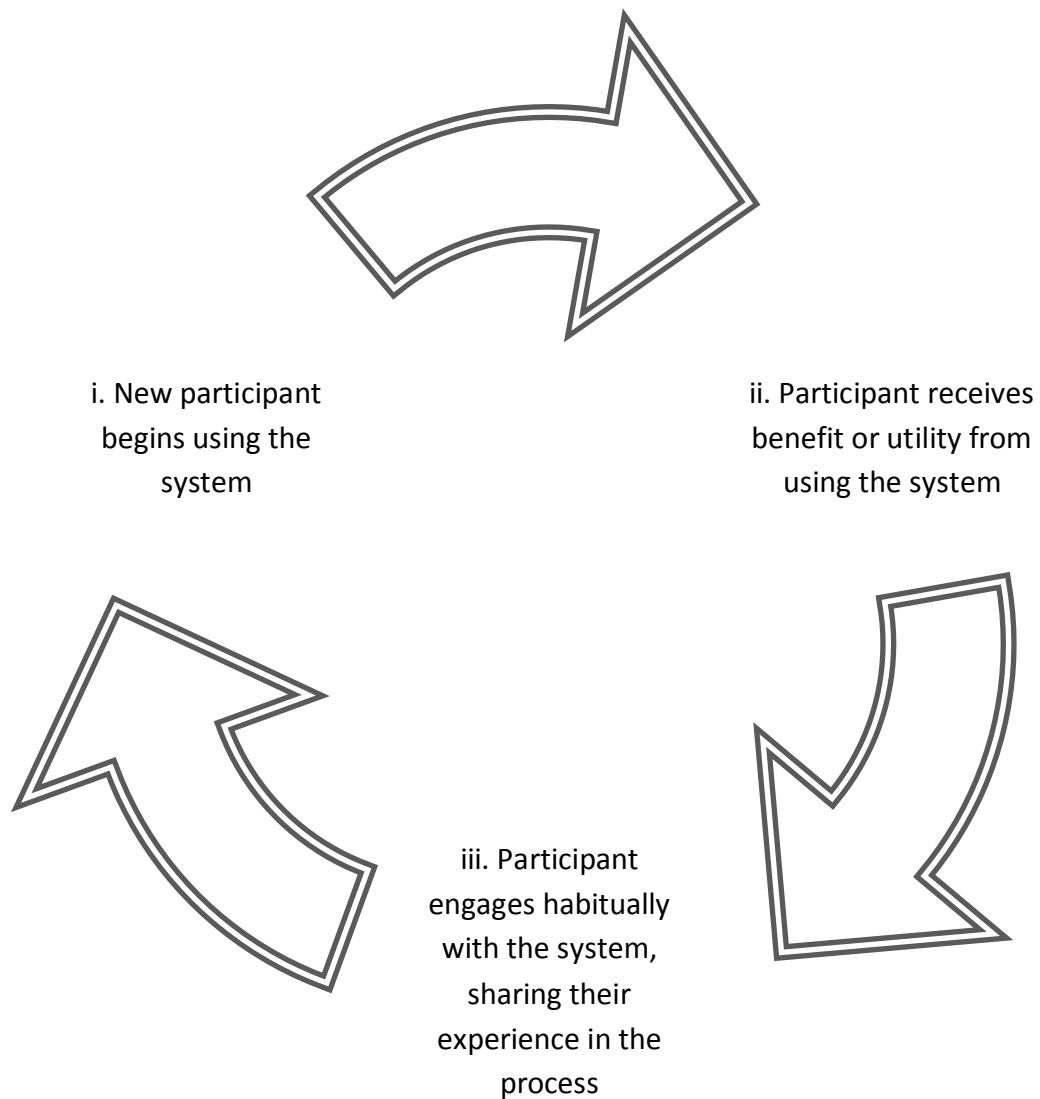 i. New participant
begins using the
system
ii. Participant receives
benefit or utility from
using the system
iii. Participant
engages habitually
with the system,
sharing their
experience in the
process